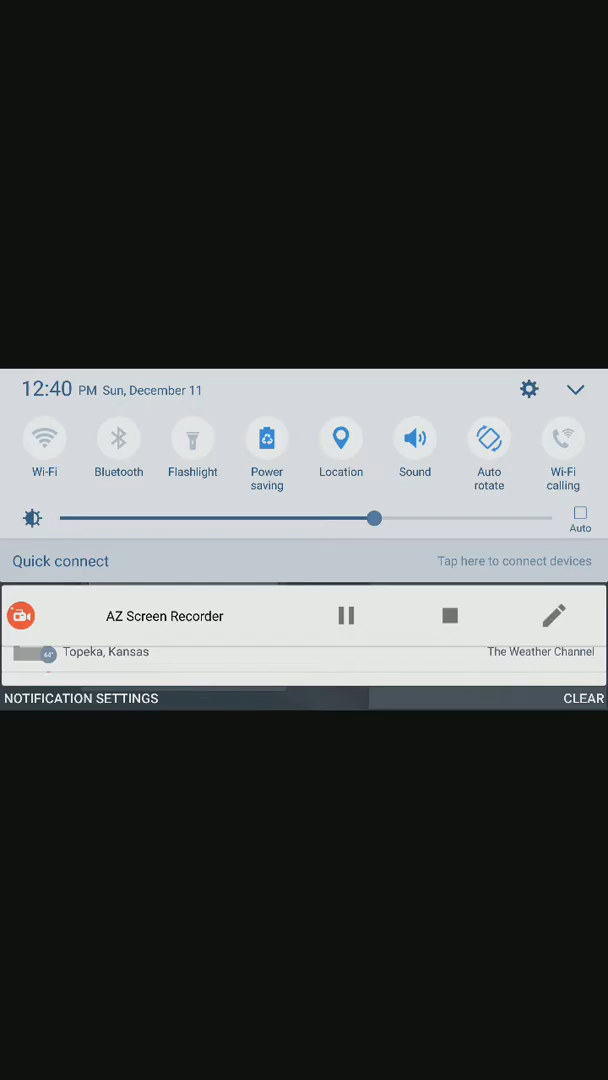 12:40 PM Sun, December 11
Wi-Fi Bluetooth Flashlight Power saving Location Sound Auto rotate Wi-Fi calling
Auto
Quick connect Tap here to connect devices
AZ Screen Recorder
44° Topeka, Kansas The Weather Channel
NOTIFICATION SETTINGS CLEAR